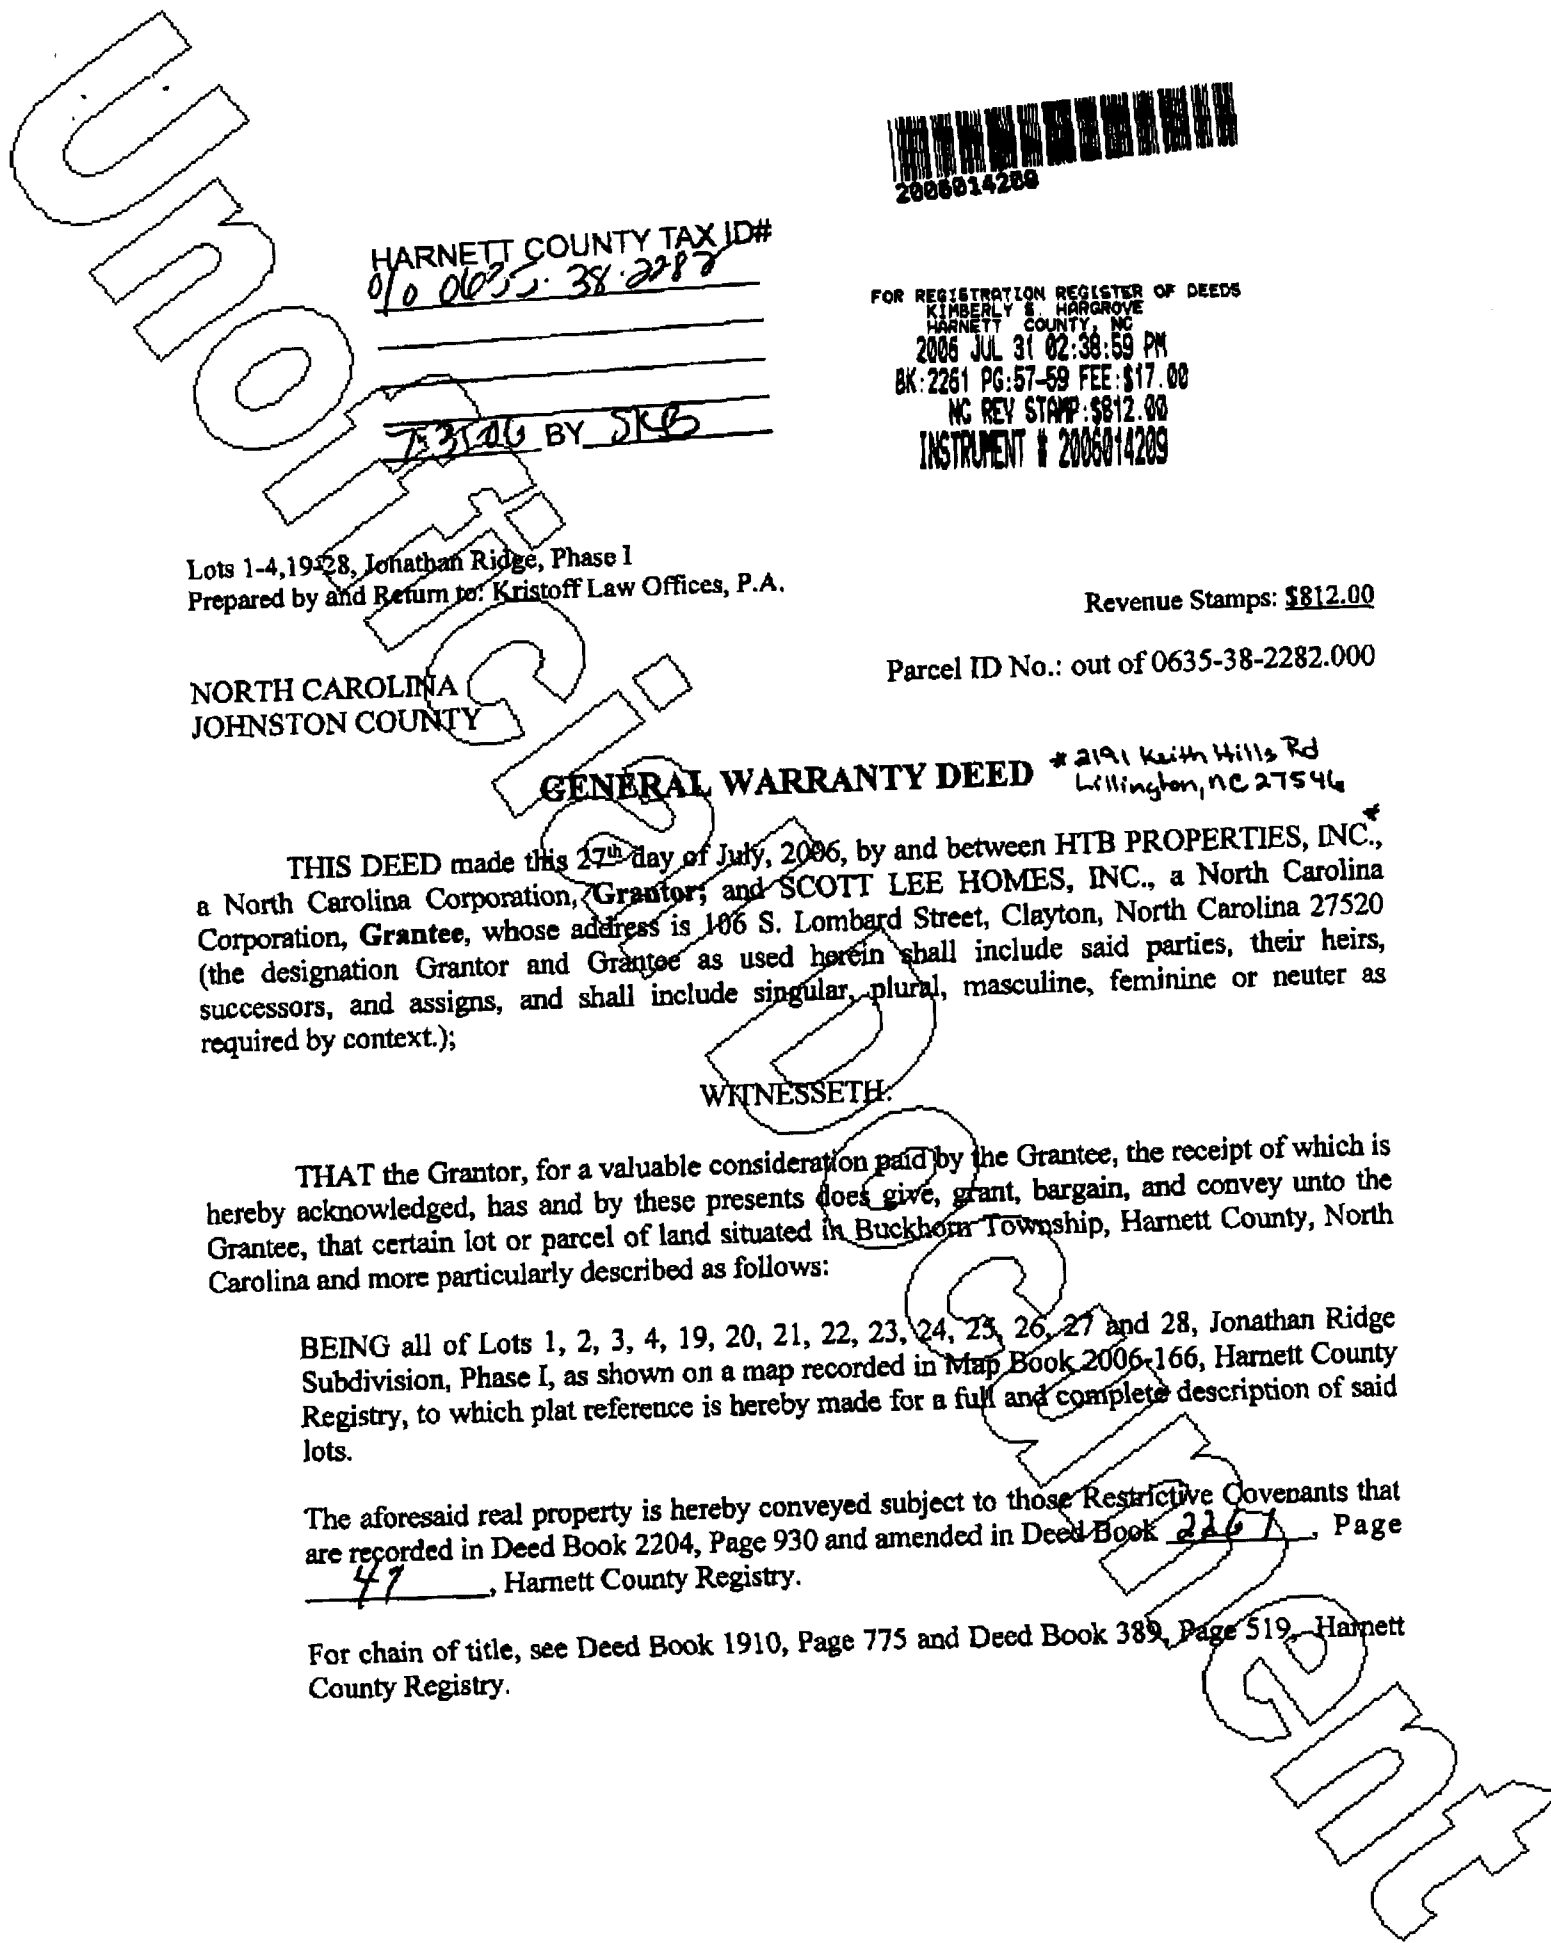 Unofficial Document
2006014209
HARNETT COUNTY TAX ID#
o/o 0635-38-2282
7-31-06 BY SKB
FOR REGISTRATION REGISTER OF DEEDS
KIMBERLY S. HARGROVE
HARNETT COUNTY, NC
2006 JUL 31 02:38:59 PM
BK:2261 PG:57-59 FEE:$17.00
NC REV STAMP:$812.00
INSTRUMENT # 2006014209
Lots 1-4,19-28, Jonathan Ridge, Phase I
Prepared by and Return to: Kristoff Law Offices, P.A.
Revenue Stamps: $812.00
Parcel ID No.: out of 0635-38-2282.000
NORTH CAROLINA
JOHNSTON COUNTY
GENERAL WARRANTY DEED
* 2191 Keith Hills Rd
Lillington, NC 27546
THIS DEED made this 27th day of July, 2006, by and between HTB PROPERTIES, INC.,*
a North Carolina Corporation, Grantor; and SCOTT LEE HOMES, INC., a North Carolina
Corporation, Grantee, whose address is 106 S. Lombard Street, Clayton, North Carolina 27520
(the designation Grantor and Grantee as used herein shall include said parties, their heirs,
successors, and assigns, and shall include singular, plural, masculine, feminine or neuter as
required by context.);
WITNESSETH:
THAT the Grantor, for a valuable consideration paid by the Grantee, the receipt of which is
hereby acknowledged, has and by these presents does give, grant, bargain, and convey unto the
Grantee, that certain lot or parcel of land situated in Buckhorn Township, Harnett County, North
Carolina and more particularly described as follows:
BEING all of Lots 1, 2, 3, 4, 19, 20, 21, 22, 23, 24, 25, 26, 27 and 28, Jonathan Ridge
Subdivision, Phase I, as shown on a map recorded in Map Book 2006-166, Harnett County
Registry, to which plat reference is hereby made for a full and complete description of said
lots.
The aforesaid real property is hereby conveyed subject to those Restrictive Covenants that
are recorded in Deed Book 2204, Page 930 and amended in Deed Book 2261, Page
47, Harnett County Registry.
For chain of title, see Deed Book 1910, Page 775 and Deed Book 389, Page 519, Harnett
County Registry.